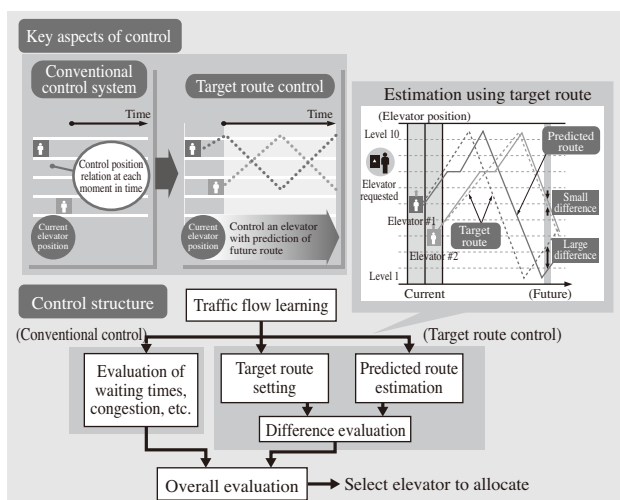 Key aspects of control
Conventional
control system
Time
Control position
relation at each
moment in time
Current
elevator
position
Target route control
Time
Current
elevator
position
Control an elevator
with prediction of
future route
Estimation using target route
(Elevator position)
Level 10
Predicted
route
Elevator
requested
Elevator #1
Small
difference
Target
route
Elevator #2
Large
difference
Level 1
Current
(Future)
Control structure
Traffic flow learning
(Conventional control)
(Target route control)
Evaluation of
waiting times,
congestion, etc.
Target route
setting
Predicted route
estimation
Difference evaluation
Overall evaluation
Select elevator to allocate